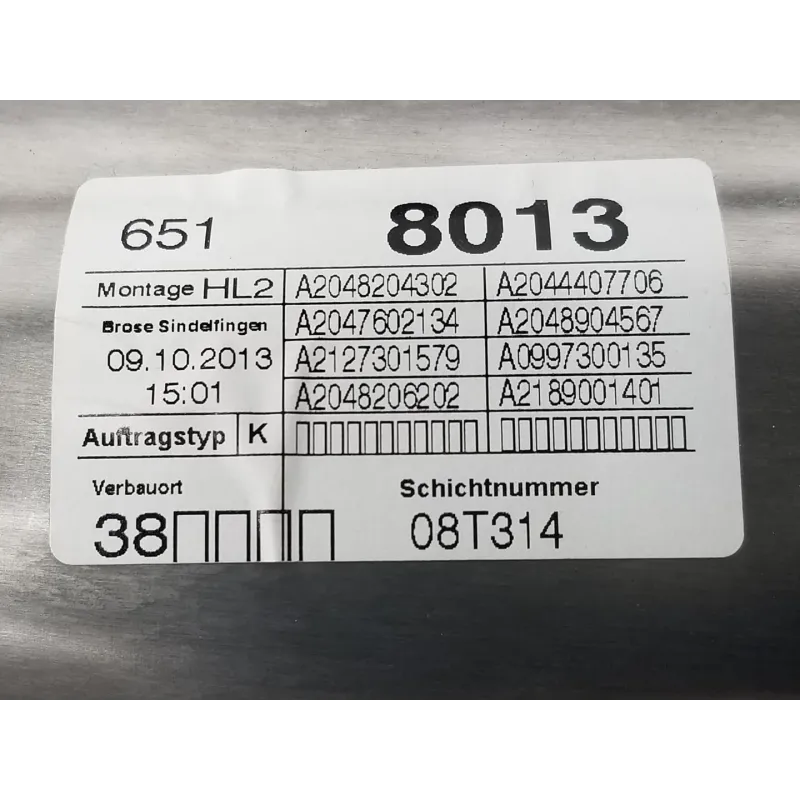 651 8013
Montage HL2 A2048204302 A2044407706
Brose Sindelfingen A2047602134 A2048904567
09.10.2013 A2127301579 A0997300135
15:01 A2048206202 A2189001401
Auftragstyp K
Verbauort Schichtnummer
38 08T314